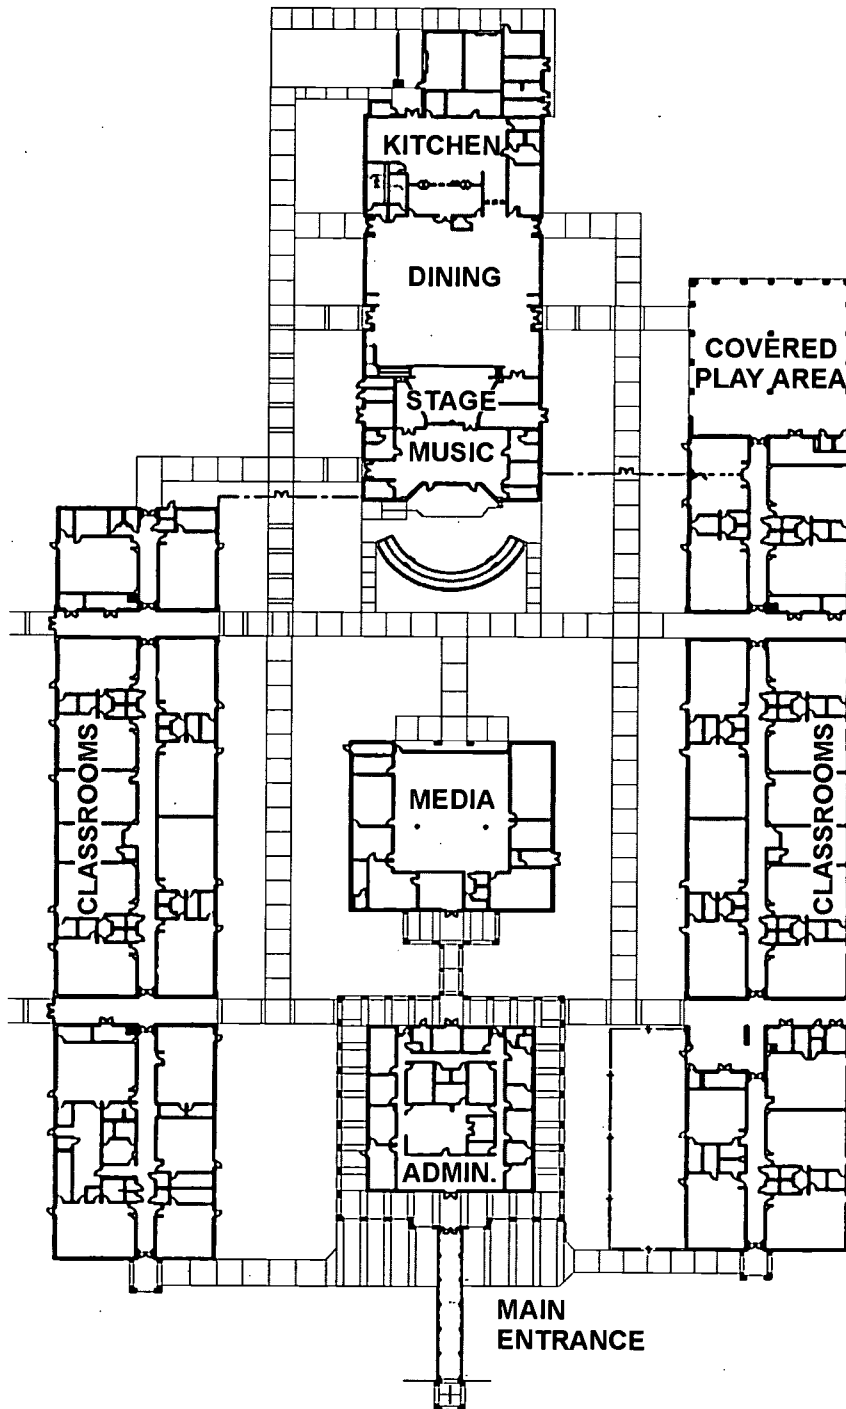 KITCHEN
DINING
COVERED
PLAY AREA
STAGE
MUSIC
CLASSROOMS
MEDIA
CLASSROOMS
ADMIN.
MAIN
ENTRANCE